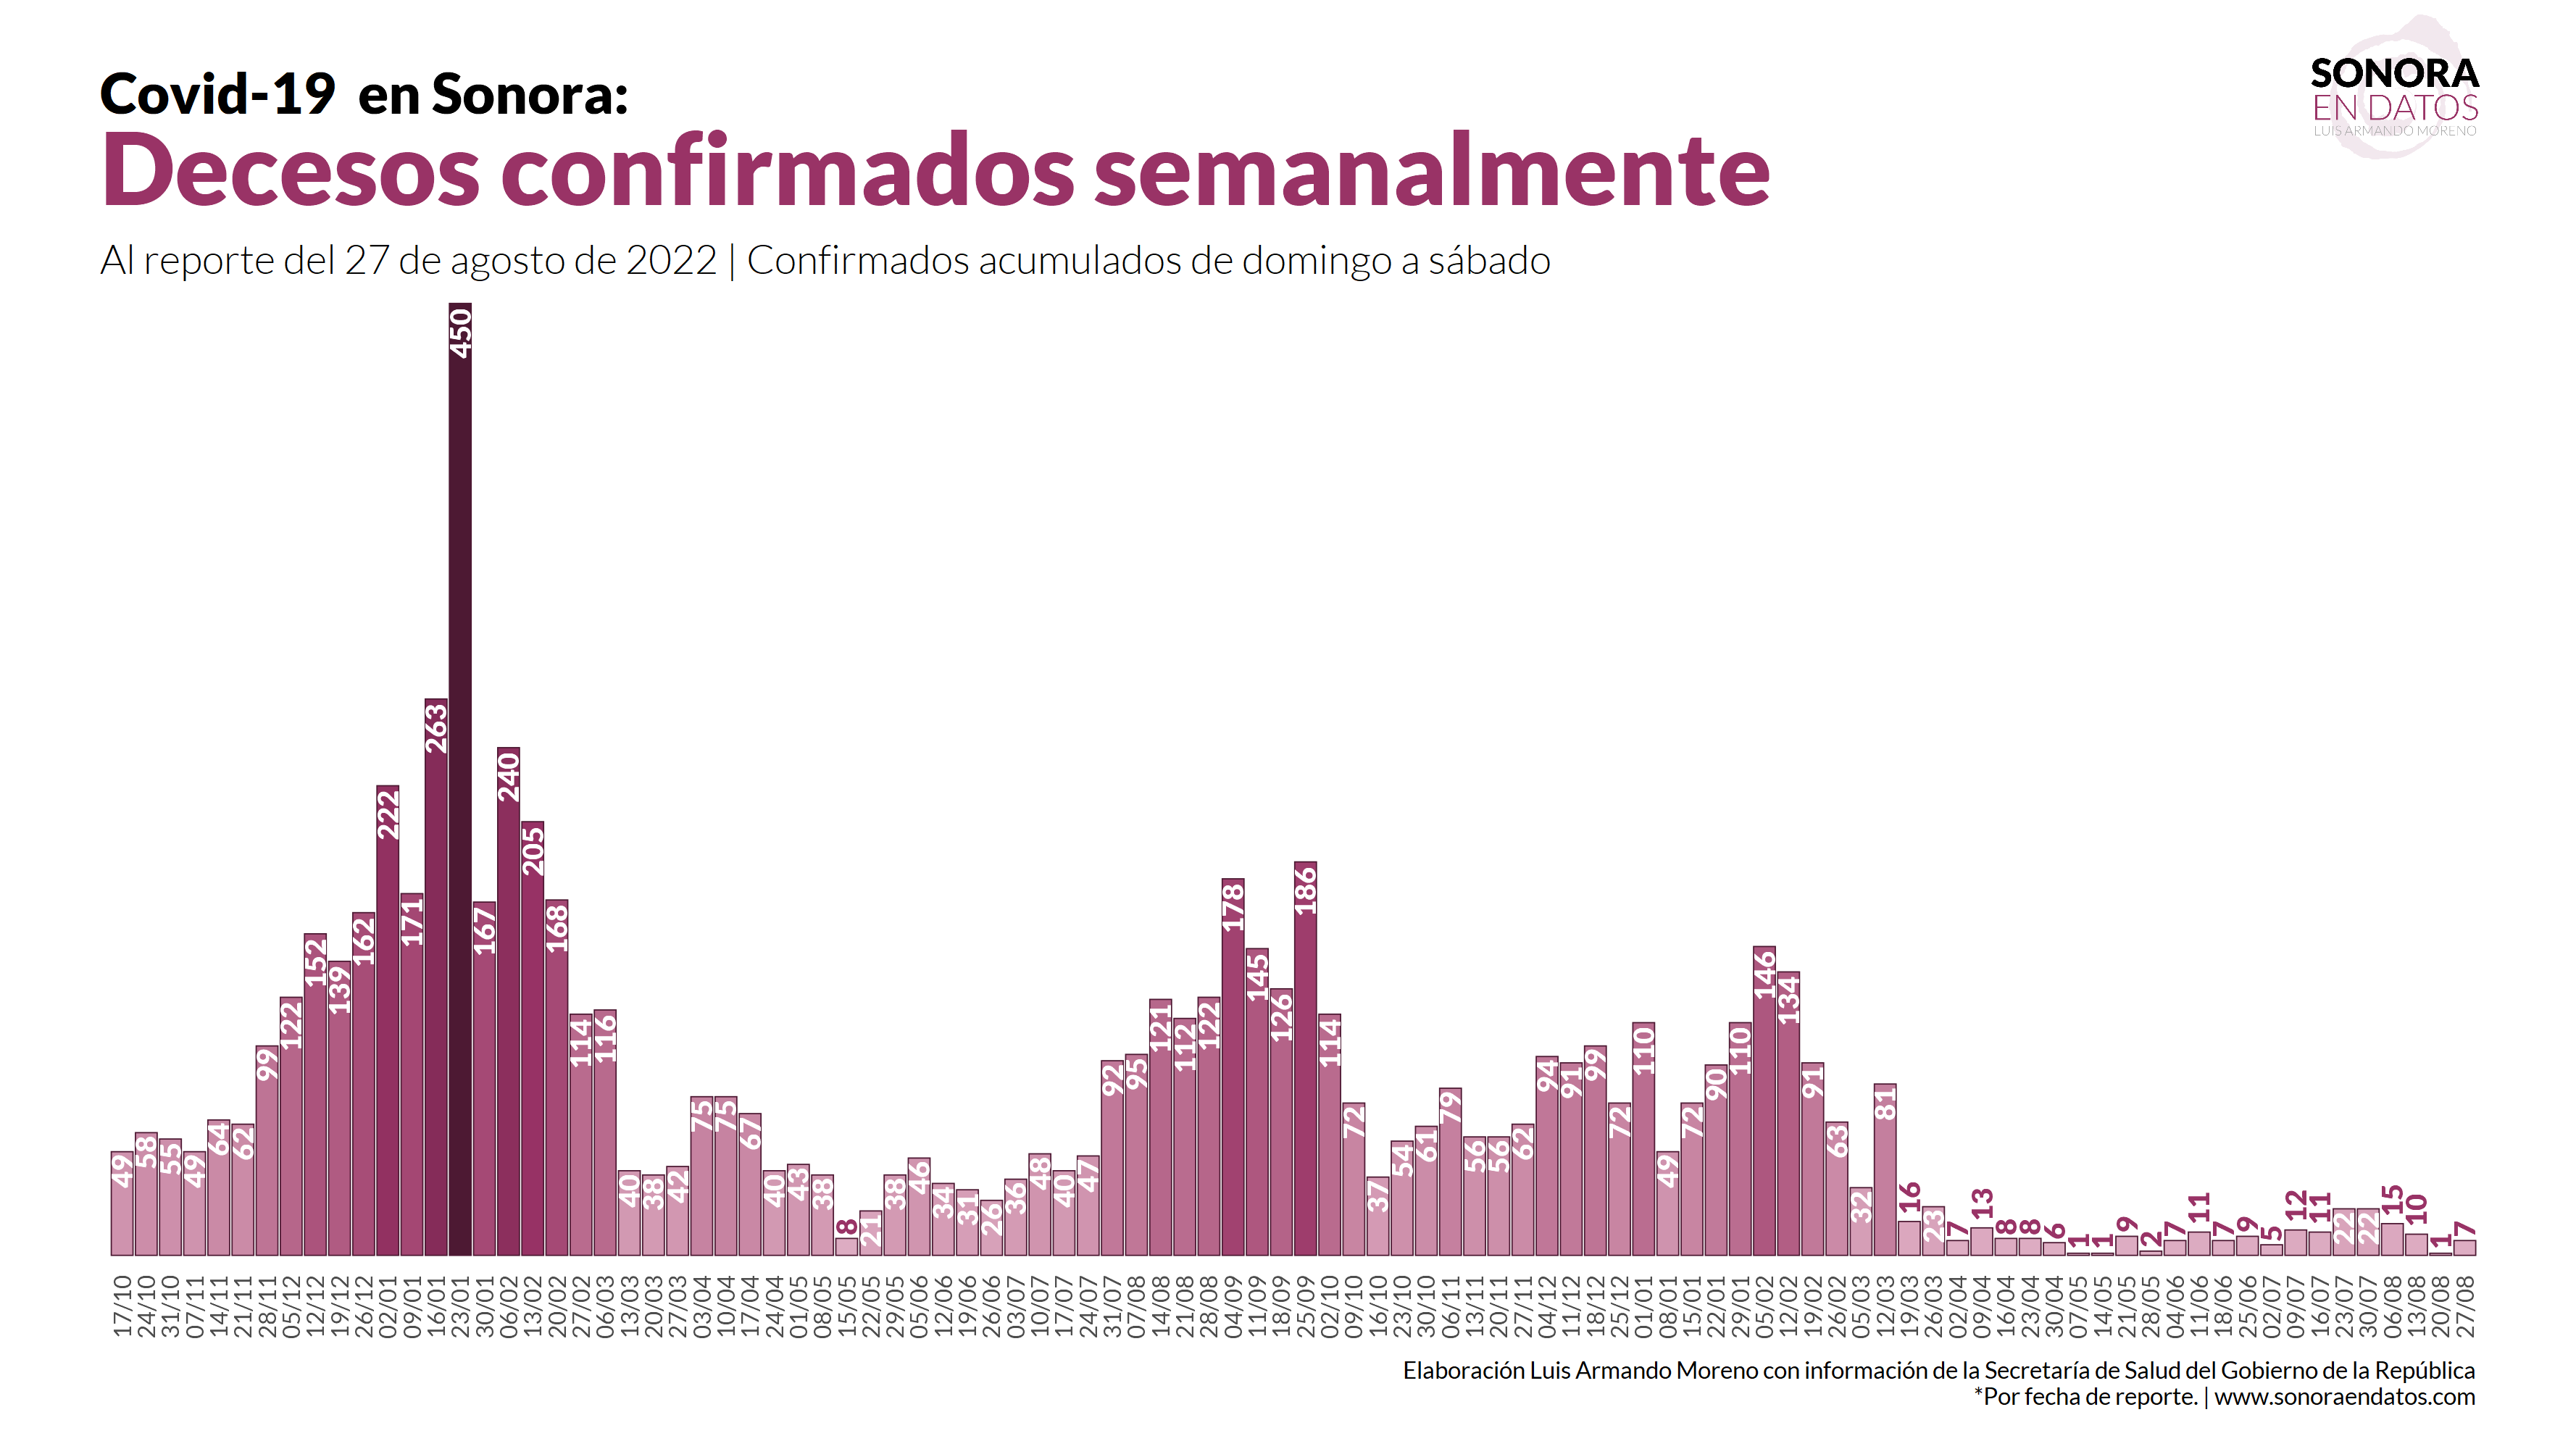 Covid-19 en Sonora:
Decesos confirmados semanalmente
Al reporte del 27 de agosto de 2022 | Confirmados acumulados de domingo a sábado
SONORA
EN DATOS
LUIS ARMANDO MORENO
49 58 55 49 64 62 99 122 152 139 162 222 171 263 450 167 240 205 168 114 116 40 38 42 75 75 67 40 43 38 8 21 38 46 34 31 26 36 48 40 47 92 95 121 112 122 178 145 126 186 114 72 37 54 61 79 56 56 62 94 91 99 72 110 49 72 90 110 146 134 91 63 32 81 16 23 7 13 8 8 6 1 1 9 2 7 11 7 9 5 12 11 22 22 15 10 1 7
17/10 24/10 31/10 07/11 14/11 21/11 28/11 05/12 12/12 19/12 26/12 02/01 09/01 16/01 23/01 30/01 06/02 13/02 20/02 27/02 06/03 13/03 20/03 27/03 03/04 10/04 17/04 24/04 01/05 08/05 15/05 22/05 29/05 05/06 12/06 19/06 26/06 03/07 10/07 17/07 24/07 31/07 07/08 14/08 21/08 28/08 04/09 11/09 18/09 25/09 02/10 09/10 16/10 23/10 30/10 06/11 13/11 20/11 27/11 04/12 11/12 18/12 25/12 01/01 08/01 15/01 22/01 29/01 05/02 12/02 19/02 26/02 05/03 12/03 19/03 26/03 02/04 09/04 16/04 23/04 30/04 07/05 14/05 21/05 28/05 04/06 11/06 18/06 25/06 02/07 09/07 16/07 23/07 30/07 06/08 13/08 20/08 27/08
Elaboración Luis Armando Moreno con información de la Secretaría de Salud del Gobierno de la República
*Por fecha de reporte. | www.sonoraendatos.com